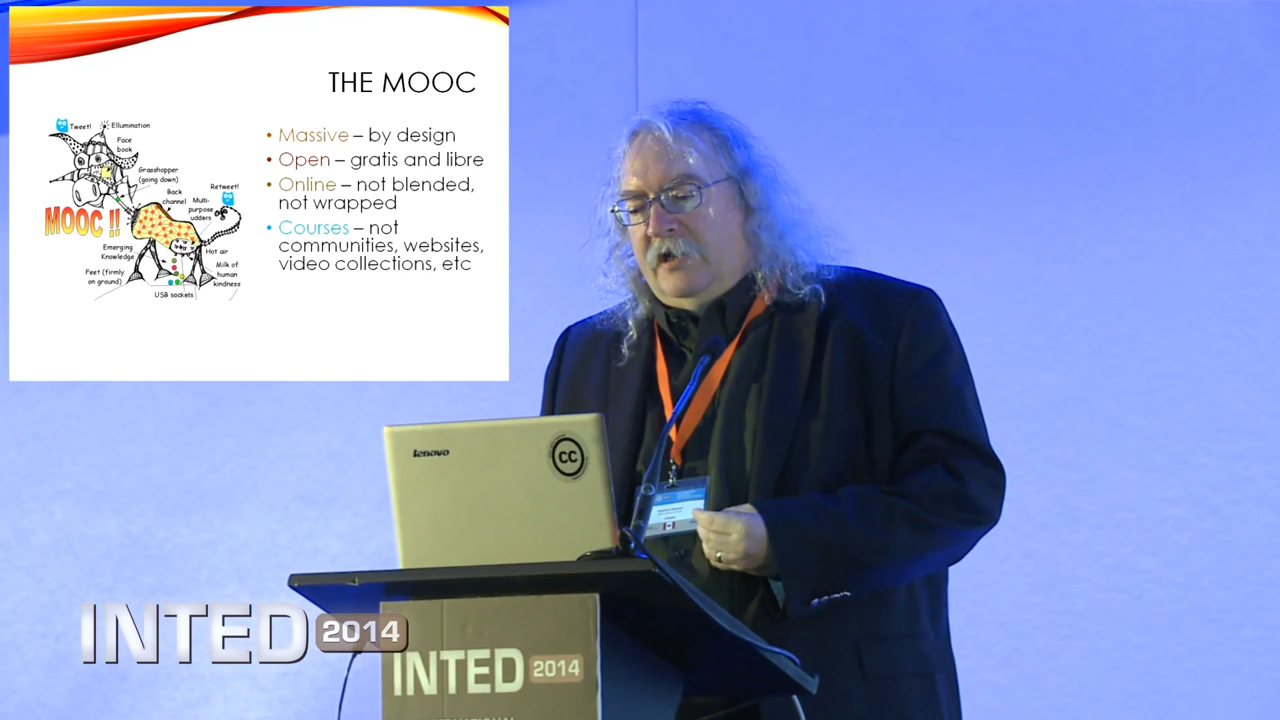 THE MOOC
• Massive – by design
• Open – gratis and libre
• Online – not blended,
not wrapped
• Courses – not
communities, websites,
video collections, etc
Tweet!
Ellumination
Face
book
Grasshopper
(going down)
Back
channel
Retweet!
Multi-
purpose
udders
MOOC !!
Emerging
Knowledge
Hot air
Feet (firmly
on ground)
Milk of
human
kindness
USB sockets
lenovo
CC
INTED 2014
INTED 2014